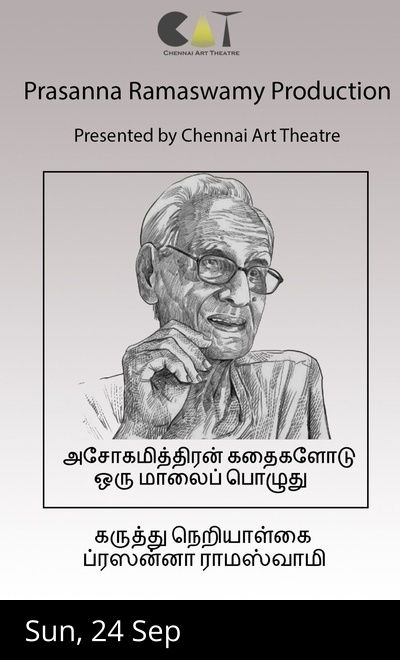 CAT
CHENNAI ART THEATRE
Prasanna Ramaswamy Production
Presented by Chennai Art Theatre
அசோகமித்திரன் கதைகளோடு
ஒரு மாலைப் பொழுது
கருத்து நெறியாள்கை
ப்ரஸன்னா ராமஸ்வாமி
Sun, 24 Sep